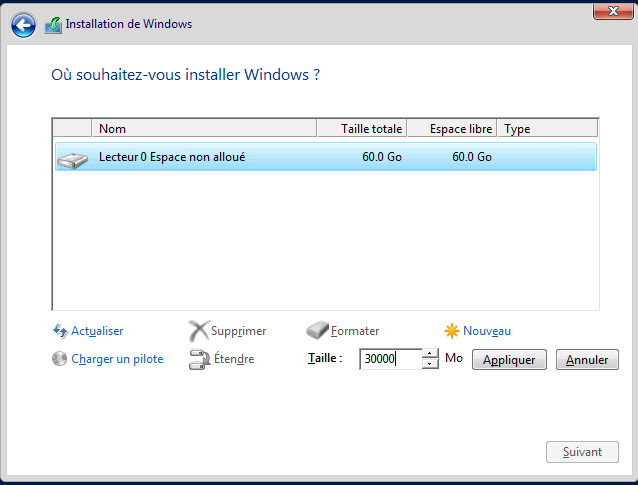 Installation de Windows
Où souhaitez-vous installer Windows ?
Nom Taille totale Espace libre Type
Lecteur 0 Espace non alloué 60.0 Go 60.0 Go
Actualiser Supprimer Formater Nouveau
Charger un pilote Étendre Taille : 30000 Mo Appliquer Annuler
Suivant